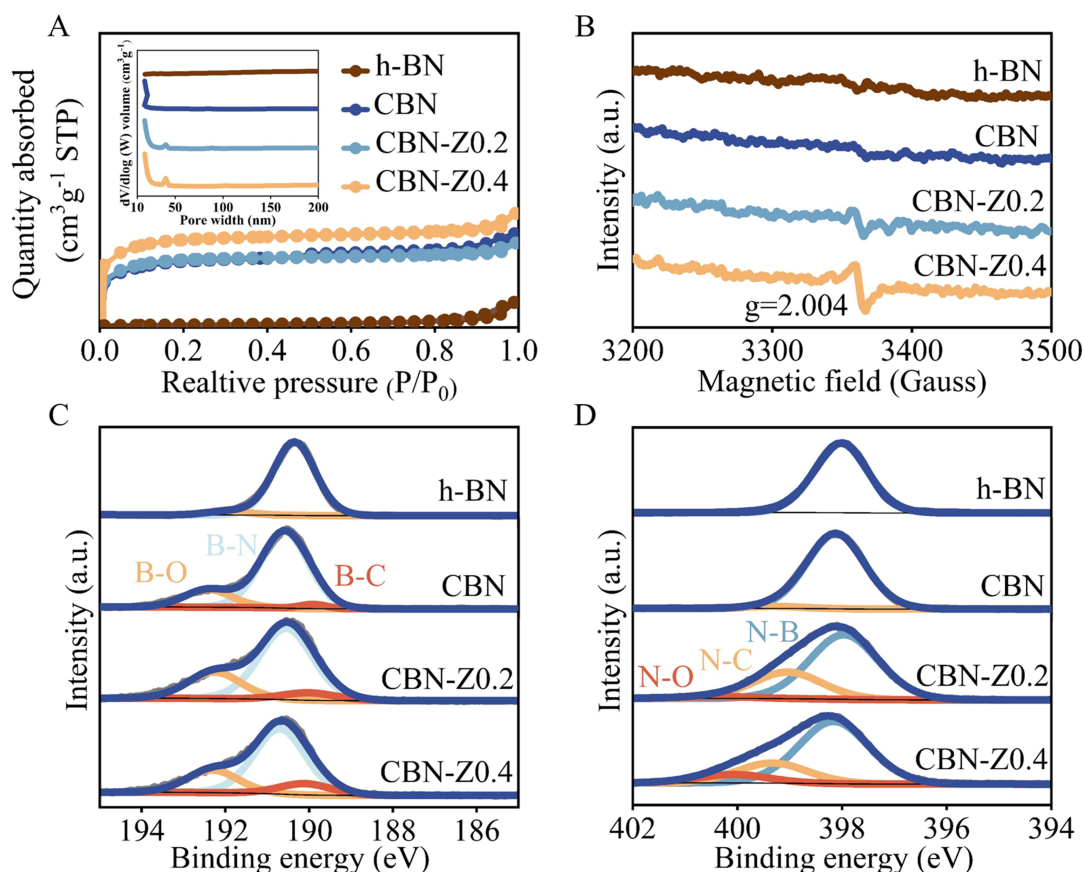 A
Quantity absorbed
(cm³g⁻¹ STP)
dV/dlog (W) volume (cm³g⁻¹)
10 50 100 150 200
Pore width (nm)
h-BN
CBN
CBN-Z0.2
CBN-Z0.4
0.0 0.2 0.4 0.6 0.8 1.0
Realtive pressure (P/P₀)
B
Intensity (a.u.)
h-BN
CBN
CBN-Z0.2
CBN-Z0.4
g=2.004
3200 3300 3400 3500
Magnetic field (Gauss)
C
Intensity (a.u.)
h-BN
B-N
B-O
B-C
CBN
CBN-Z0.2
CBN-Z0.4
194 192 190 188 186
Binding energy (eV)
D
Intensity (a.u.)
h-BN
CBN
N-B
N-C
N-O
CBN-Z0.2
CBN-Z0.4
402 400 398 396 394
Binding energy (eV)